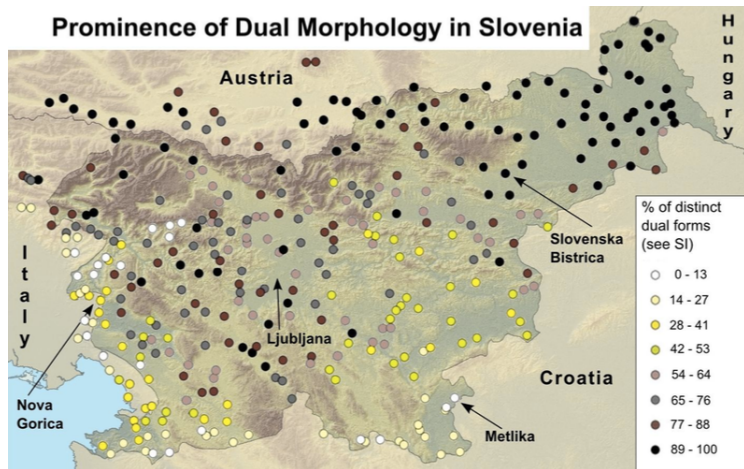 Prominence of Dual Morphology in Slovenia
Hungary
Austria
% of distinct
dual forms
(see SI)
0 - 13
14 - 27
28 - 41
42 - 53
54 - 64
65 - 76
77 - 88
89 - 100
Slovenska
Bistrica
Italy
Ljubljana
Croatia
Nova
Gorica
Metlika